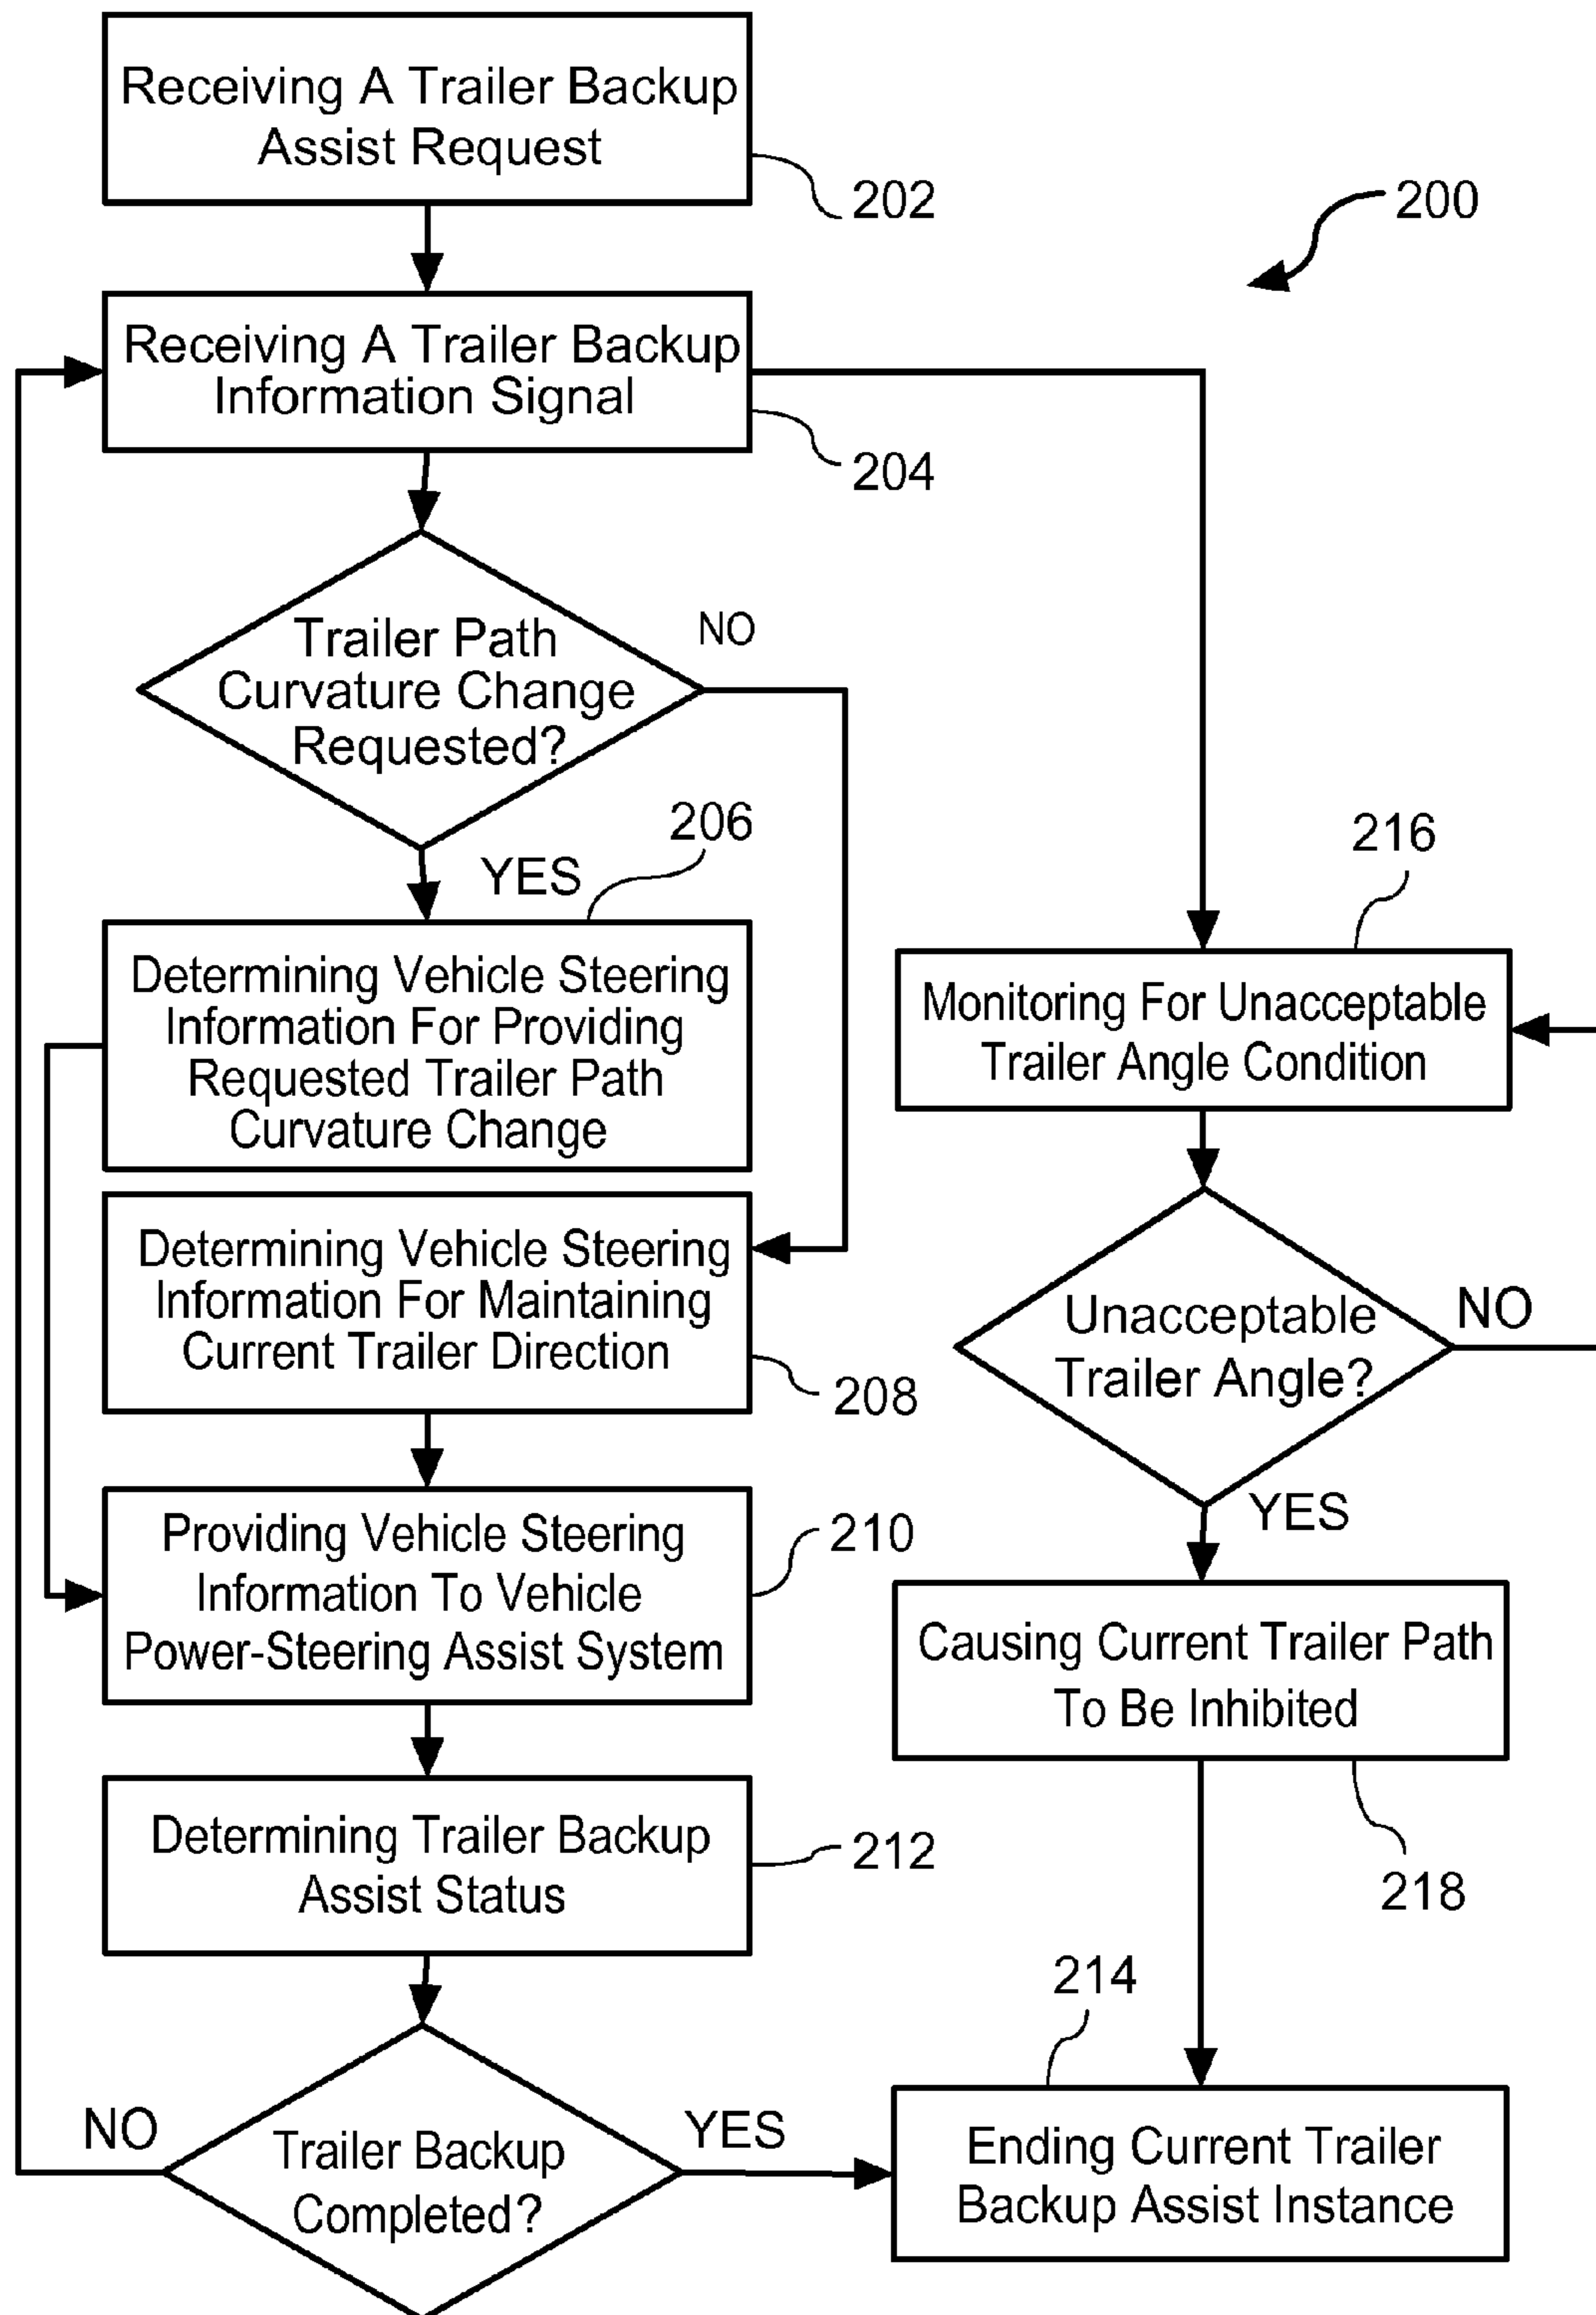 Receiving A Trailer Backup
Assist Request
202
200
Receiving A Trailer Backup
Information Signal
204
Trailer Path
Curvature Change
Requested?
NO
YES
206
Determining Vehicle Steering
Information For Providing
Requested Trailer Path
Curvature Change
Determining Vehicle Steering
Information For Maintaining
Current Trailer Direction
208
Providing Vehicle Steering
Information To Vehicle
Power-Steering Assist System
210
Determining Trailer Backup
Assist Status
212
Trailer Backup
Completed?
NO
YES
216
Monitoring For Unacceptable
Trailer Angle Condition
Unacceptable
Trailer Angle?
NO
YES
Causing Current Trailer Path
To Be Inhibited
218
214
Ending Current Trailer
Backup Assist Instance